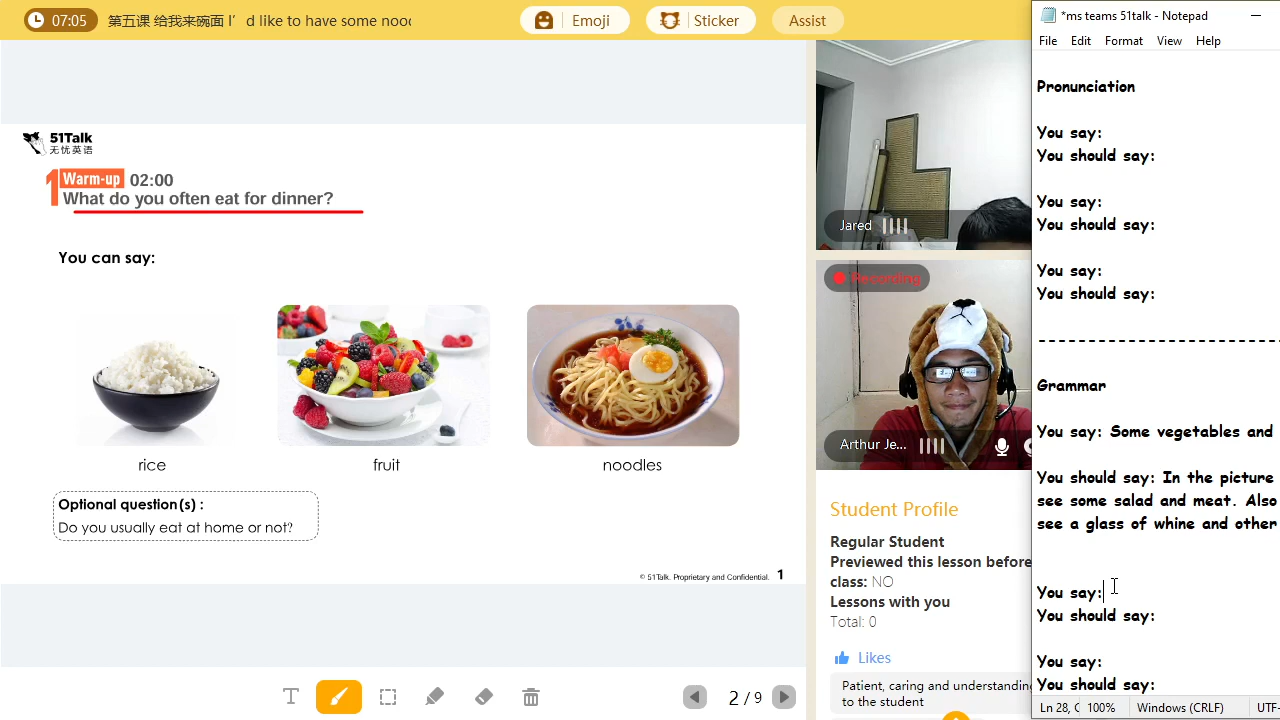 07:05
第五课 给我来碗面 I’d like to have some nood
Emoji
Sticker
Assist
51Talk
无忧英语
1 Warm-up 02:00
What do you often eat for dinner?
You can say:
rice
fruit
noodles
Optional question(s) :
Do you usually eat at home or not?
© 51Talk. Proprietary and Confidential. 1
T
2 / 9
Jared
Recording
Arthur Je...
Student Profile
Regular Student
Previewed this lesson before
class: NO
Lessons with you
Total: 0
Likes
Patient, caring and understanding
to the student
*ms teams 51talk - Notepad
File Edit Format View Help
Pronunciation
You say:
You should say:
You say:
You should say:
You say:
You should say:
--------------------------
Grammar
You say: Some vegetables and
You should say: In the picture
see some salad and meat. Also
see a glass of whine and other
You say:
You should say:
You say:
You should say:
Ln 28, C 100% Windows (CRLF) UTF-